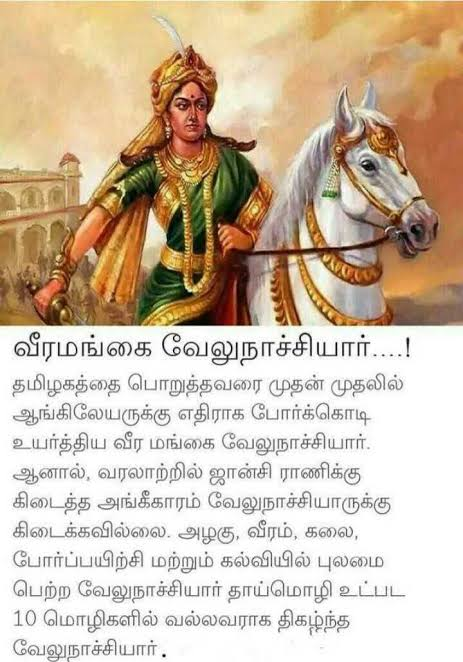 வீரமங்கை வேலுநாச்சியார்....!
தமிழகத்தை பொறுத்தவரை முதன் முதலில்
ஆங்கிலேயருக்கு எதிராக போர்க்கொடி
உயர்த்திய வீர மங்கை வேலுநாச்சியார்.
ஆனால், வரலாற்றில் ஜான்சி ராணிக்கு
கிடைத்த அங்கீகாரம் வேலுநாச்சியாருக்கு
கிடைக்கவில்லை. அழகு, வீரம், கலை,
போர்ப்பயிற்சி மற்றும் கல்வியில் புலமை
பெற்ற வேலுநாச்சியார் தாய்மொழி உட்பட
10 மொழிகளில் வல்லவராக திகழ்ந்த
வேலுநாச்சியார் .